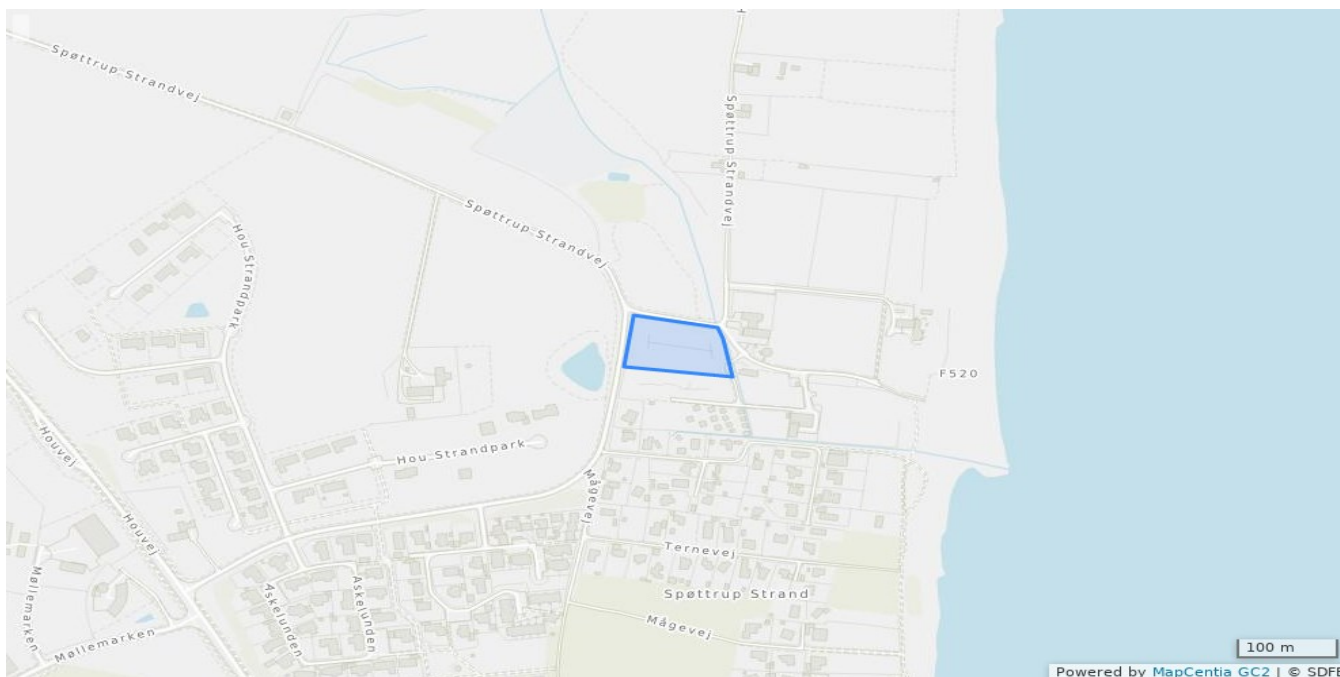 Spøttrup Strandvej
Spøttrup Strandvej
Spøttrup Strandvej
Hou Strandpark
F520
Houvej
Hou Strandpark
Mågevej
Houvej
Ternevej
Møllemarken
Askelunden
Askelunden
Spøttrup Strand
Mågevej
Møllemarken
100 m
Powered by MapCentia GC2 | © SDFE